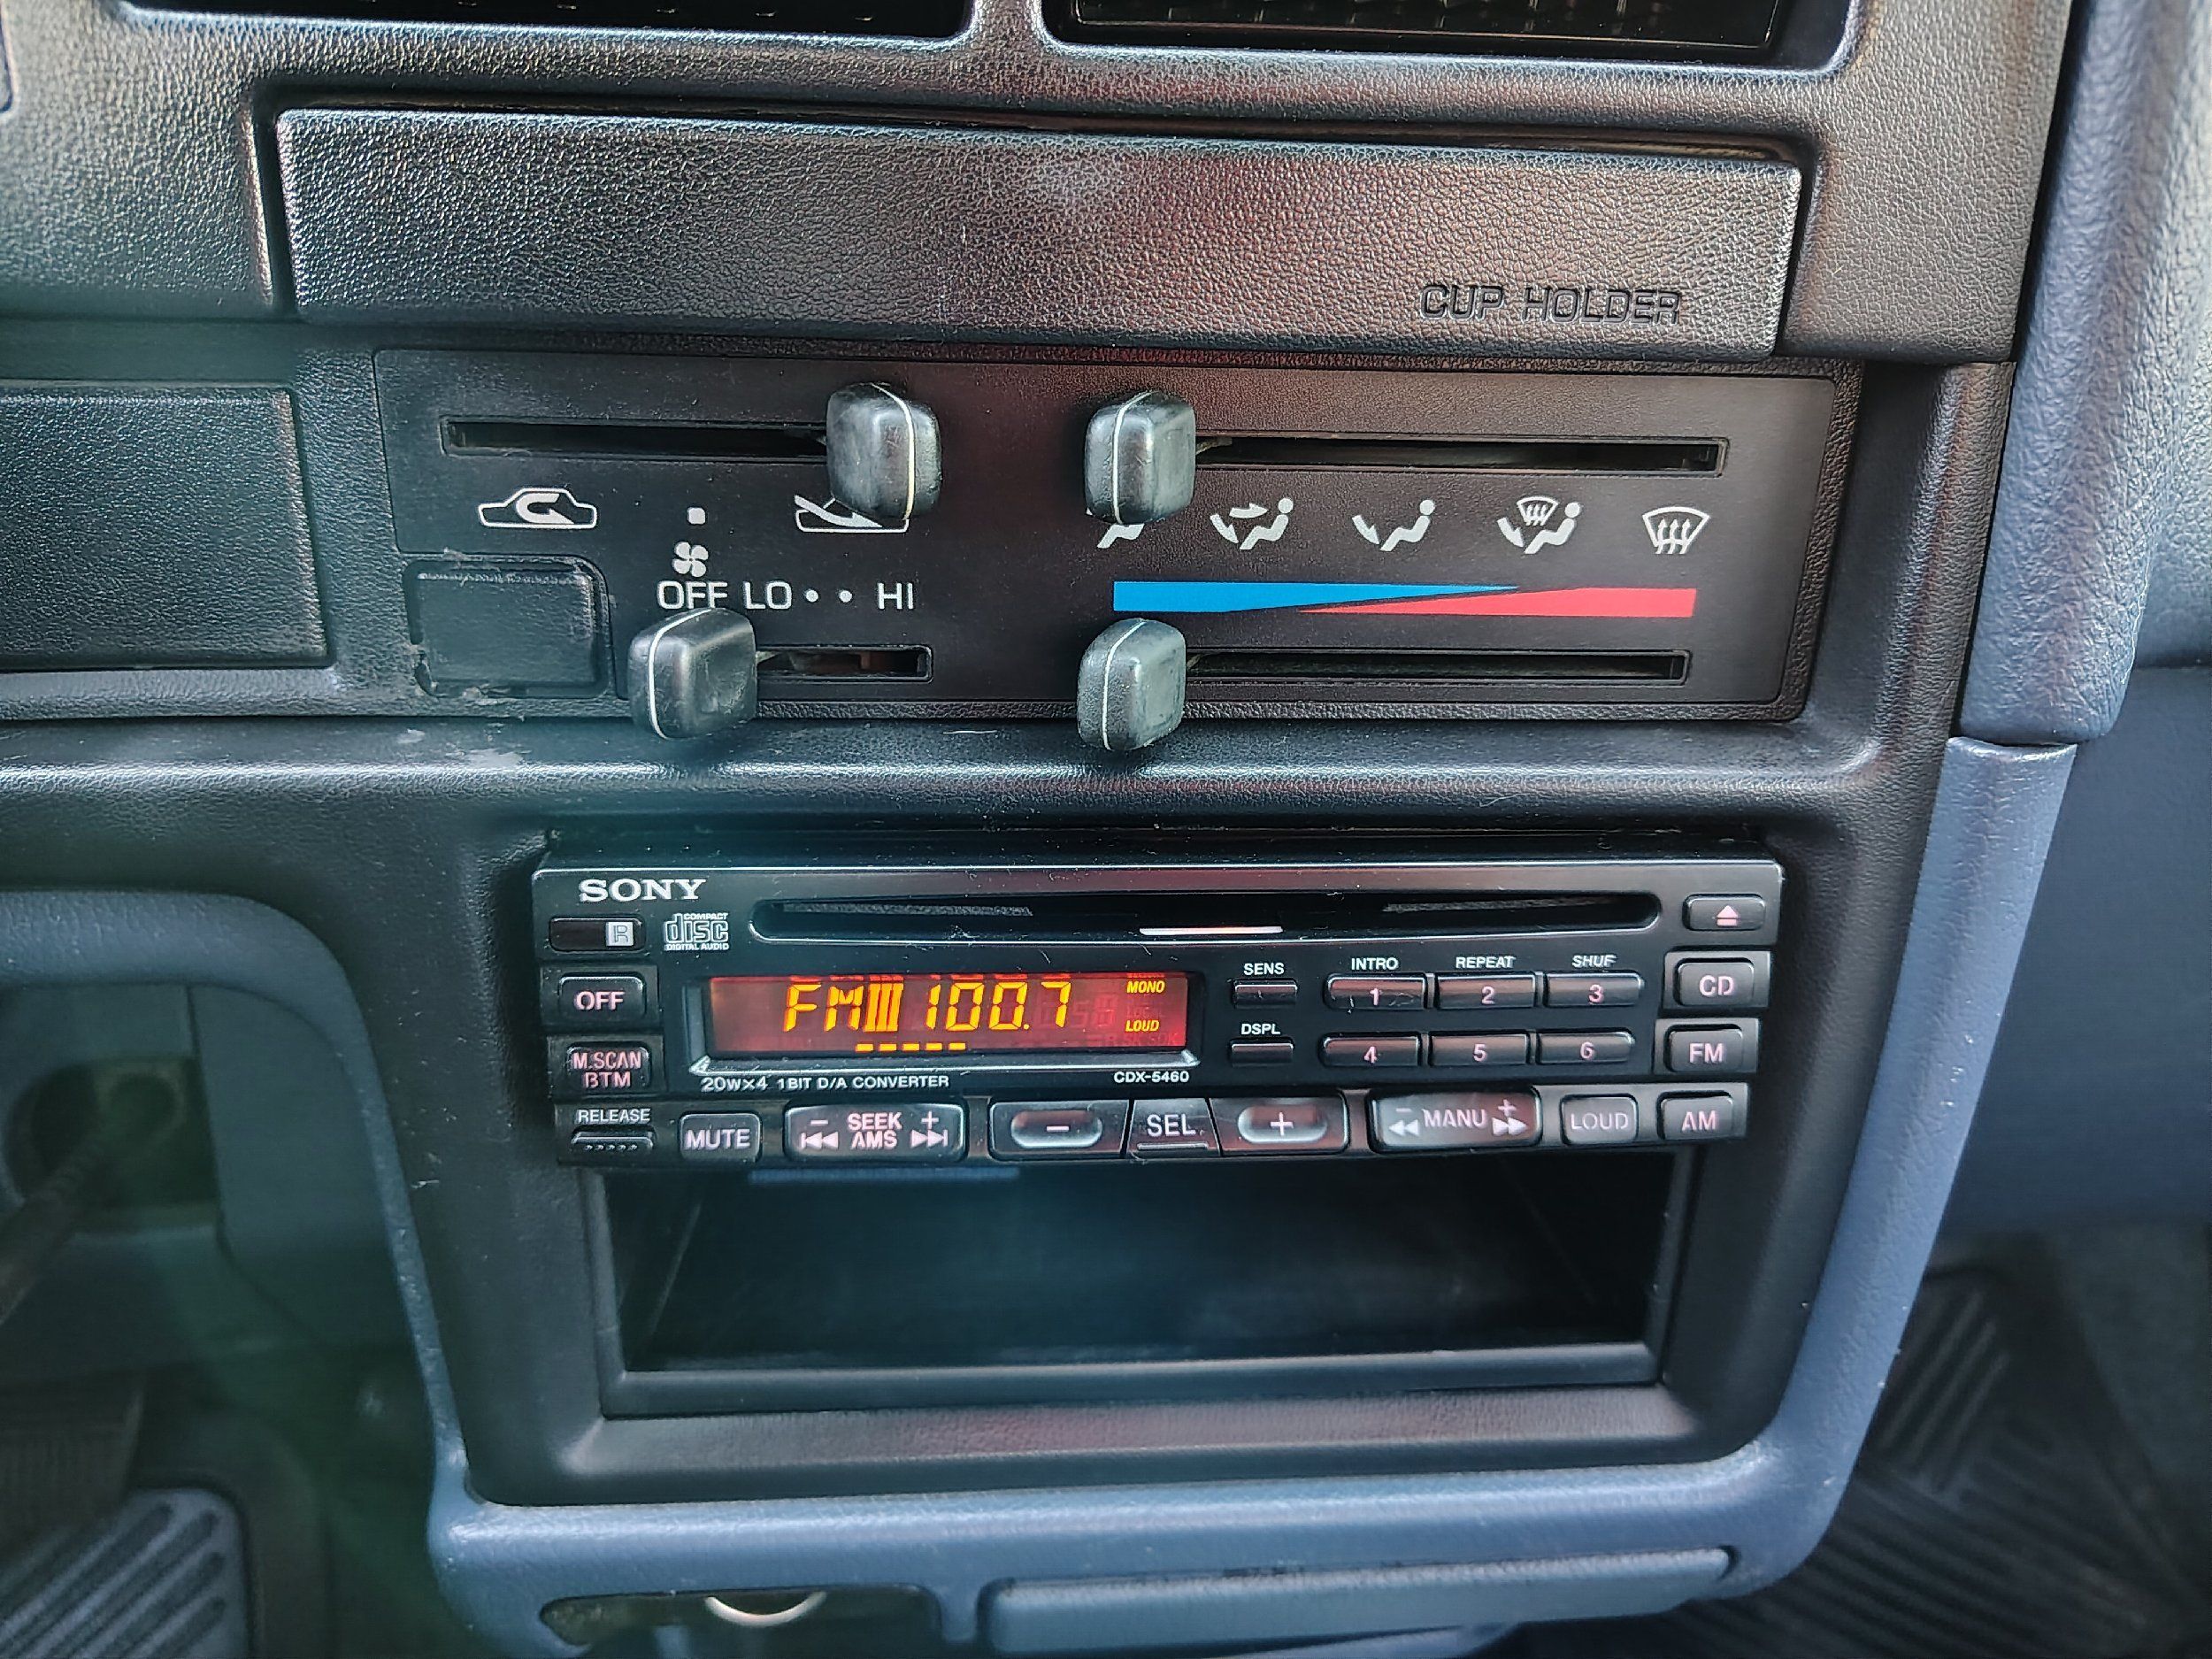 CUP HOLDER
OFF LO • • HI
SONY
R
COMPACT
disc
DIGITAL AUDIO
OFF
FMIII 100.7
MONO
LOUD
SENS
INTRO
REPEAT
SHUF
1
2
3
CD
DSPL
4
5
6
FM
M.SCAN
BTM
20W×4 1BIT D/A CONVERTER
CDX-5460
RELEASE
MUTE
− SEEK +
AMS
−
SEL
+
− MANU +
LOUD
AM